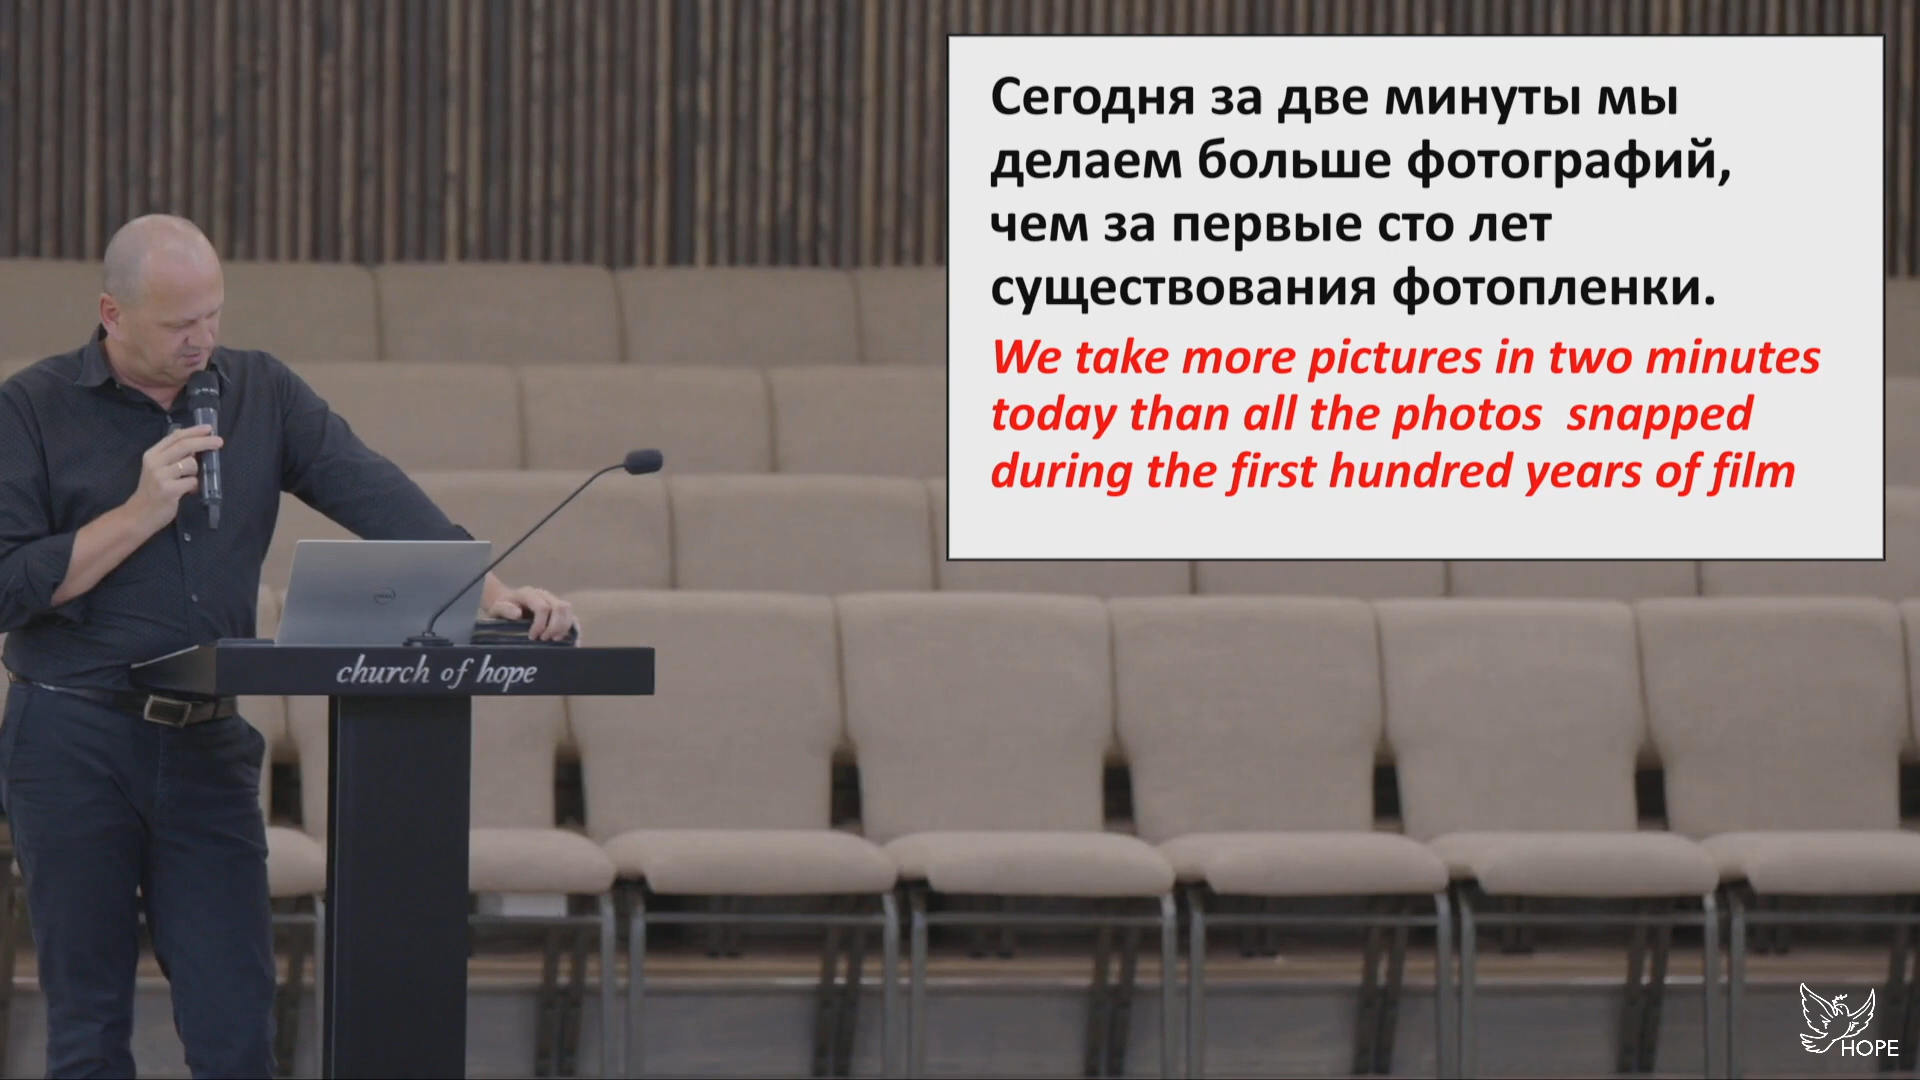 Сегодня за две минуты мы
делаем больше фотографий,
чем за первые сто лет
существования фотопленки.
We take more pictures in two minutes
today than all the photos  snapped
during the first hundred years of film
church of hope
HOPE